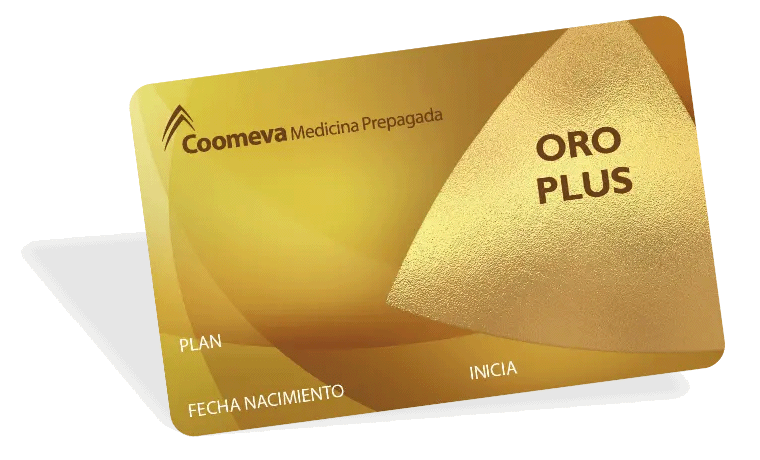 Coomeva Medicina Prepagada
ORO
PLUS
PLAN
INICIA
FECHA NACIMIENTO